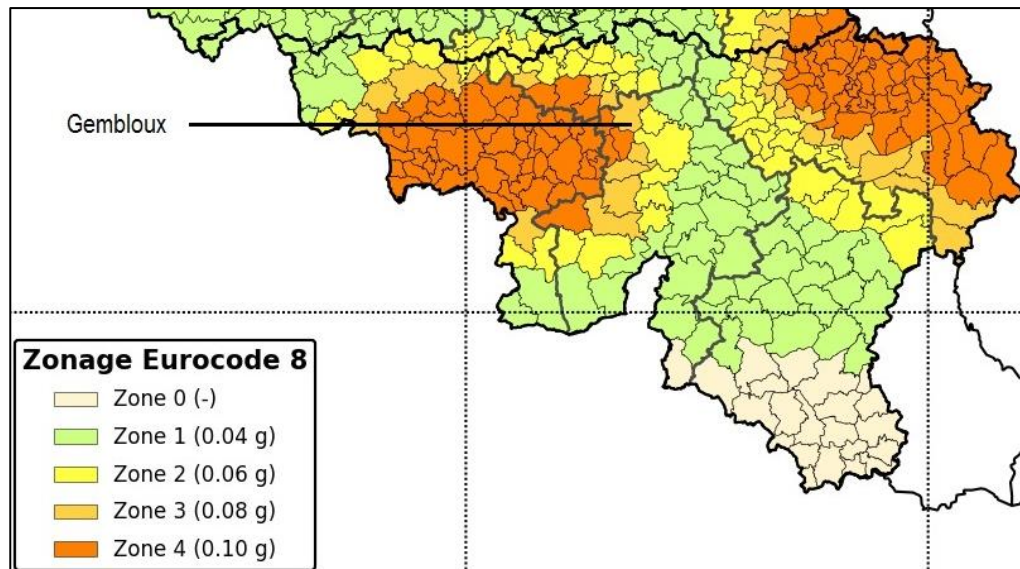 Gembloux
Zonage Eurocode 8
Zone 0 (-)
Zone 1 (0.04 g)
Zone 2 (0.06 g)
Zone 3 (0.08 g)
Zone 4 (0.10 g)